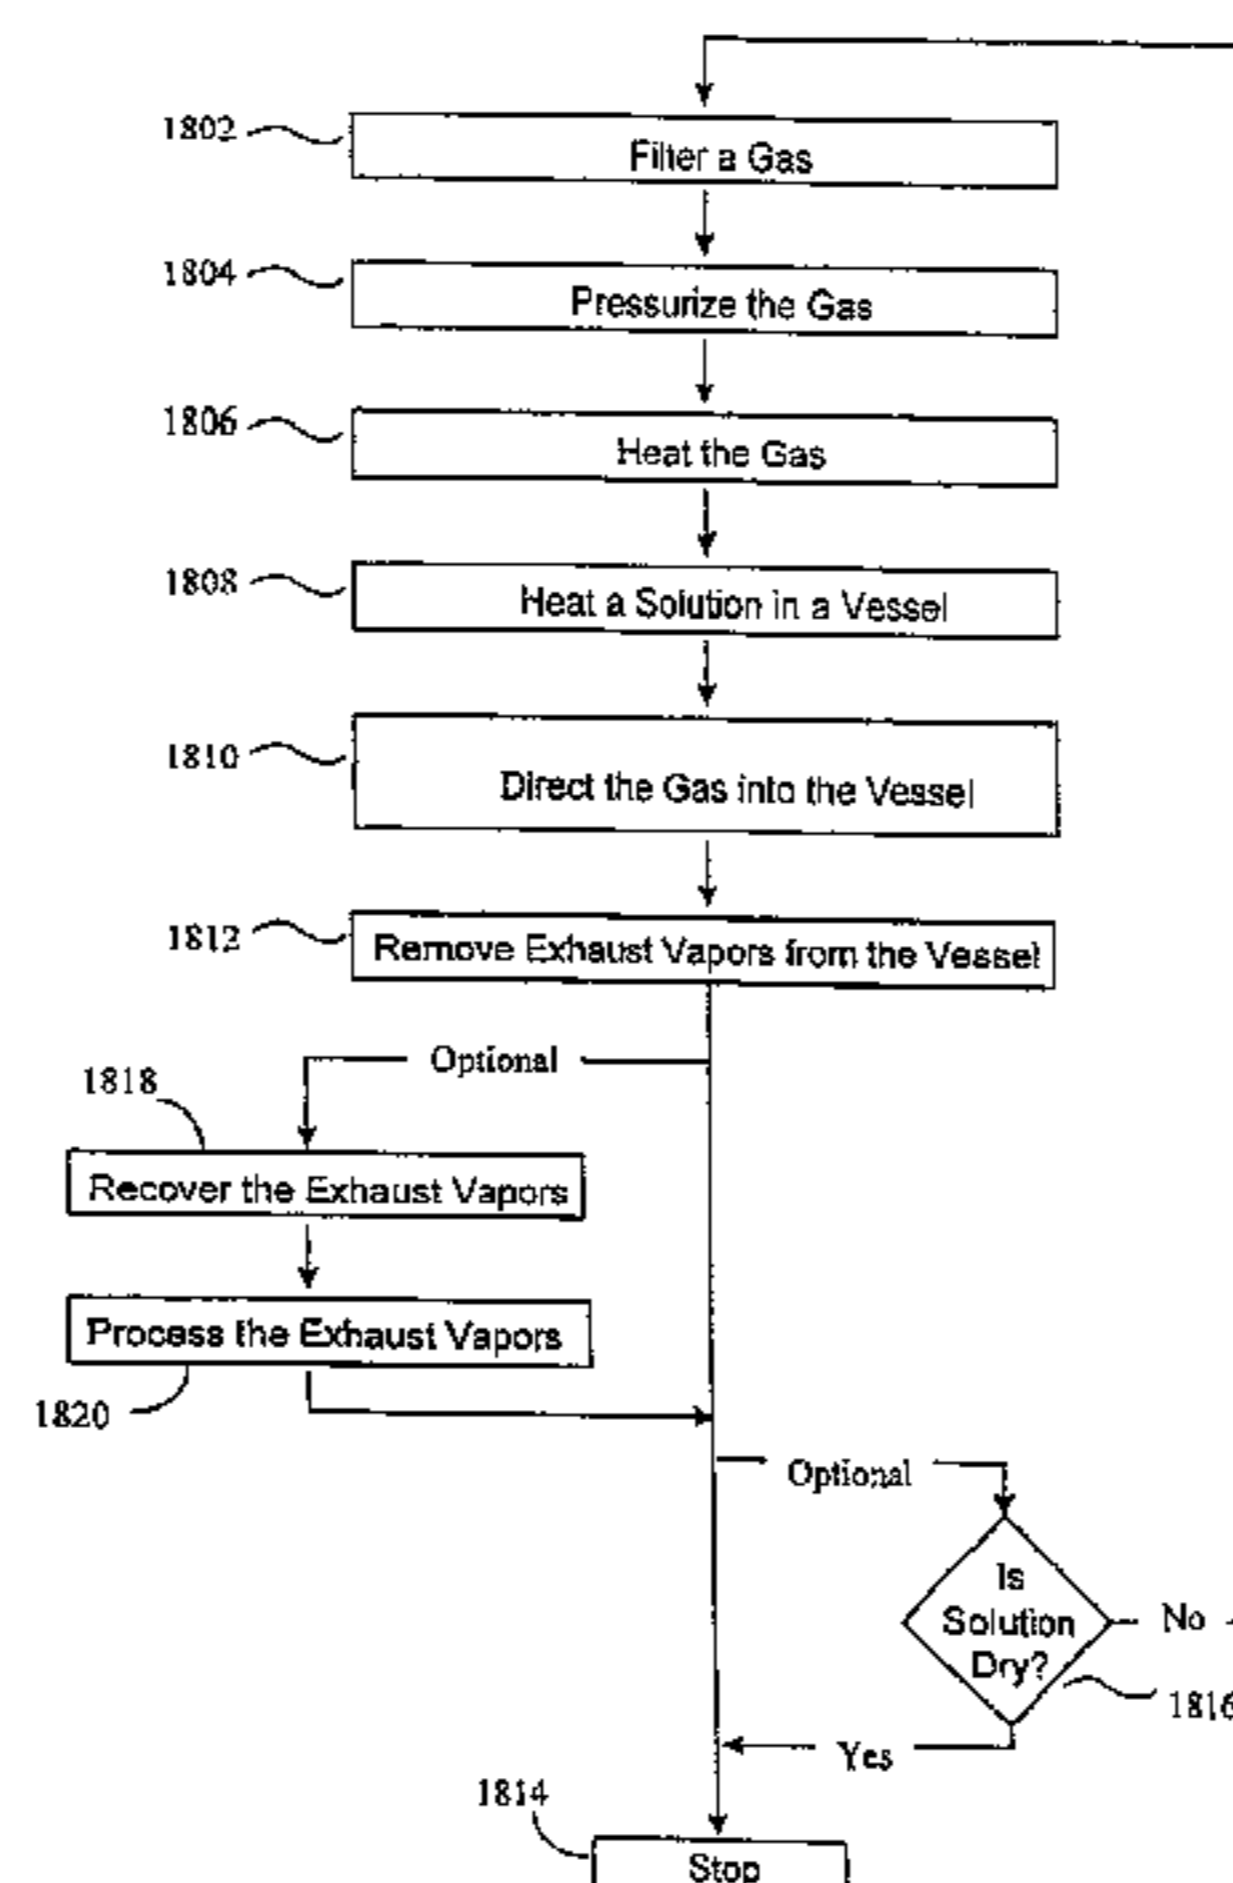 1802
Filter a Gas
1804
Pressurize the Gas
1806
Heat the Gas
1808
Heat a Solution in a Vessel
1810
Direct the Gas into the Vessel
1812
Remove Exhaust Vapors from the Vessel
Optional
1818
Recover the Exhaust Vapors
Process the Exhaust Vapors
1820
Optional
Is
Solution
Dry?
No
1816
Yes
1814
Stop